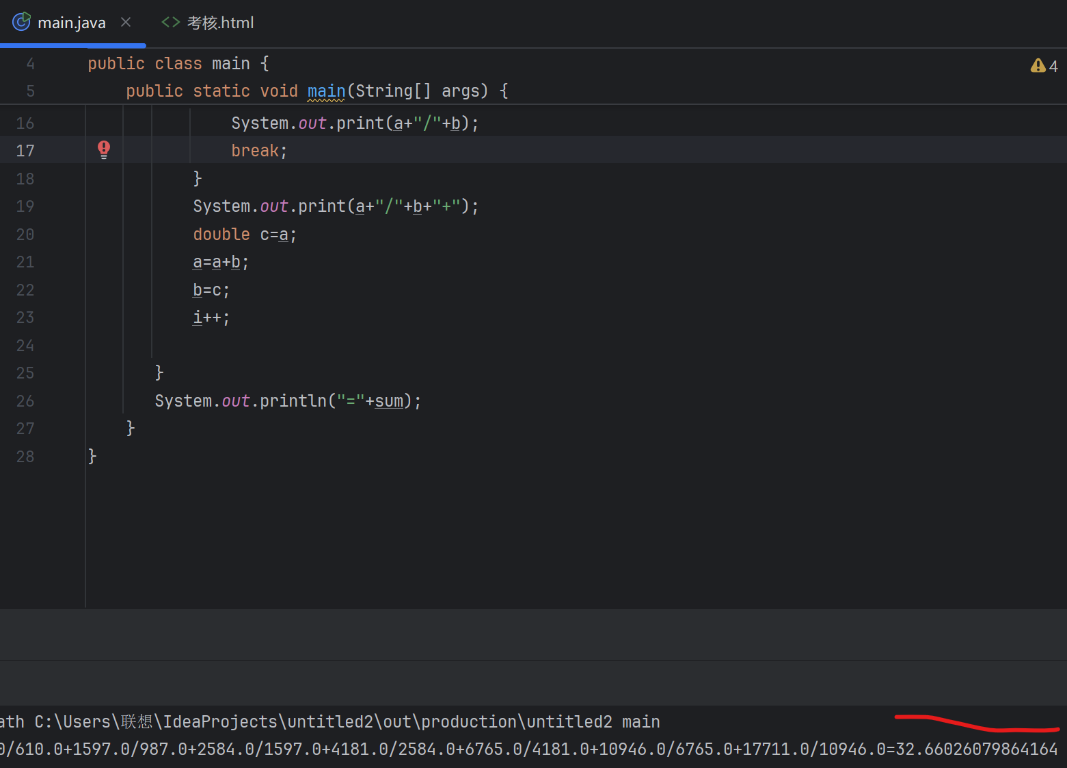 main.java
考核.html
4 public class main {
4
5 public static void main(String[] args) {
16 System.out.print(a+"/"+b);
17 break;
18 }
19 System.out.print(a+"/"+b+"+");
20 double c=a;
21 a=a+b;
22 b=c;
23 i++;
24
25 }
26 System.out.println("="+sum);
27 }
28 }
ath C:\Users\联想\IdeaProjects\untitled2\out\production\untitled2 main
0/610.0+1597.0/987.0+2584.0/1597.0+4181.0/2584.0+6765.0/4181.0+10946.0/6765.0+17711.0/10946.0=32.66026079864164